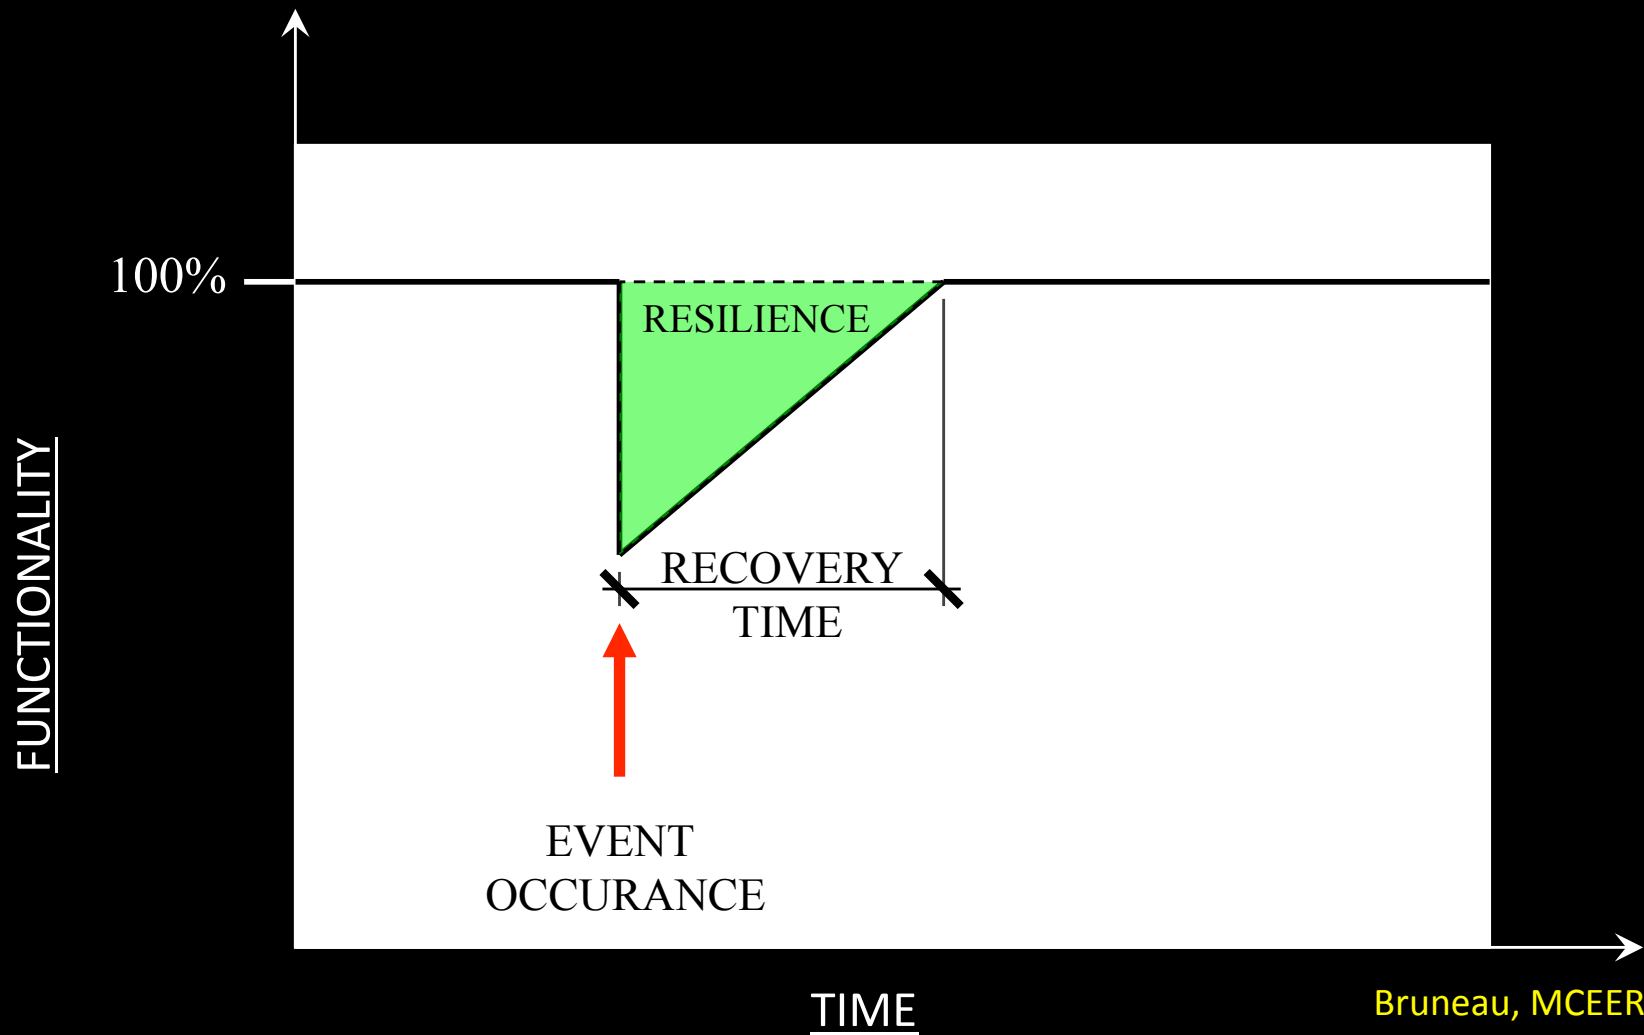 100%
RESILIENCE
FUNCTIONALITY
RECOVERY
TIME
EVENT
OCCURANCE
TIME
Bruneau, MCEER